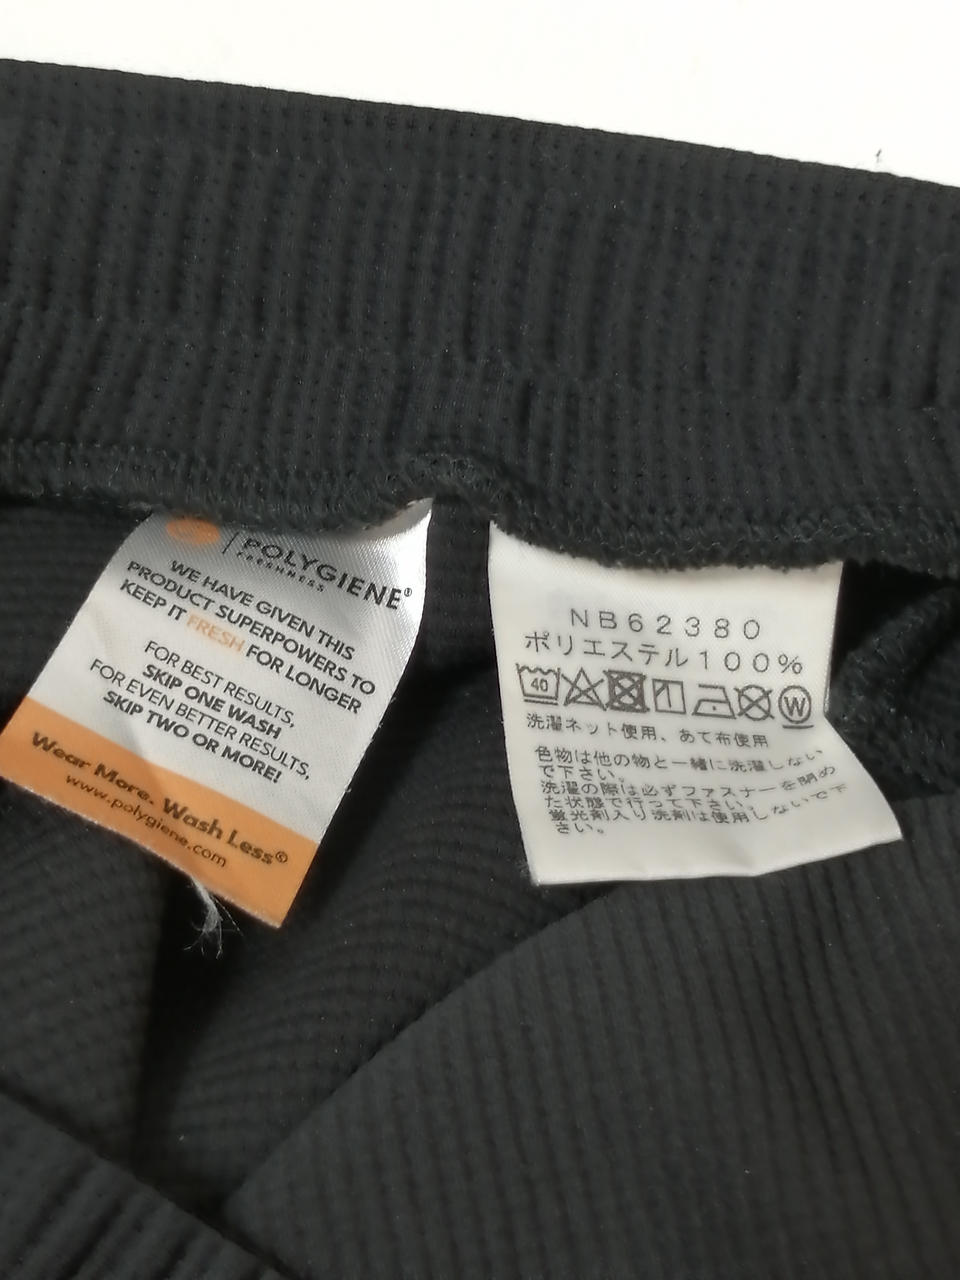 POLYGIENE®
FRESHNESS
WE HAVE GIVEN THIS
PRODUCT SUPERPOWERS TO
KEEP IT FRESH FOR LONGER
FOR BEST RESULTS,
SKIP ONE WASH
FOR EVEN BETTER RESULTS,
SKIP TWO OR MORE!
Wear More. Wash Less®
www.polygiene.com
NB62380
ポリエステル100%
40 W
洗濯ネット使用、あて布使用
色物は他の物と一緒に洗濯しない
で下さい。
洗濯の際は必ずファスナーを閉め
た状態で行って下さい。
蛍光剤入り洗剤は使用しないで下
さい。